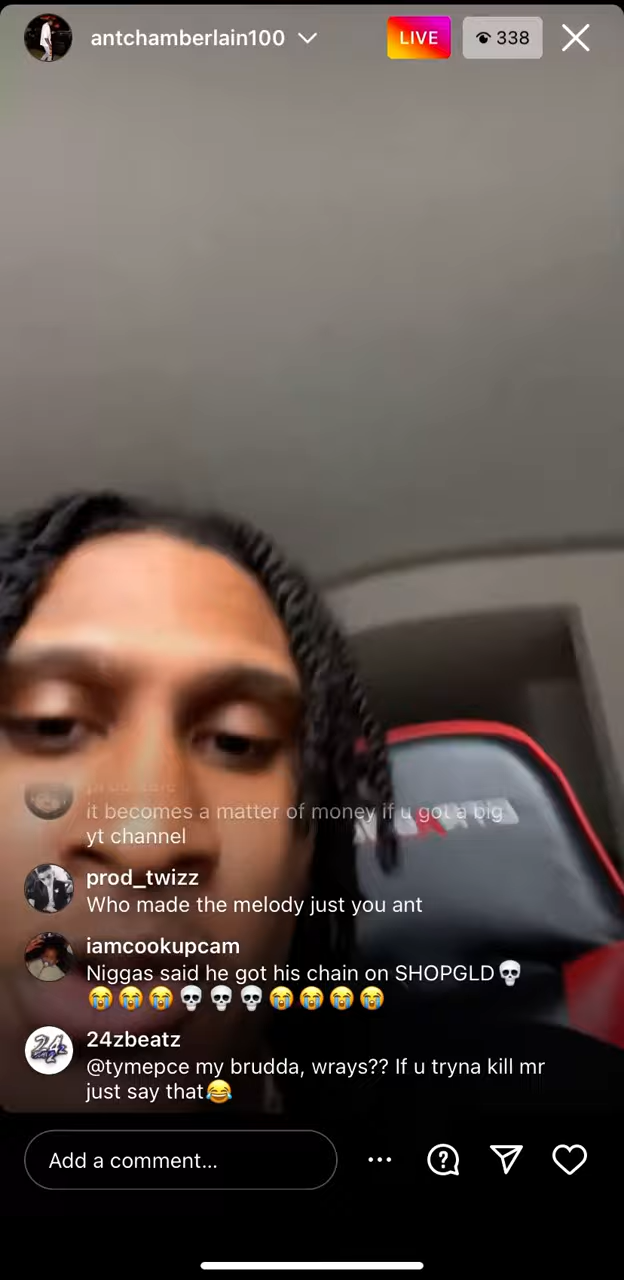 antchamberlain100
LIVE
338
it becomes a matter of money if u got a big
yt channel
prod_twizz
Who made the melody just you ant
iamcookupcam
Niggas said he got his chain on SHOPGLD💀
😭😭😭💀💀💀😭😭😭😭
24zbeatz
@tymepce my brudda, wrays?? If u tryna kill mr
just say that😂
Add a comment...